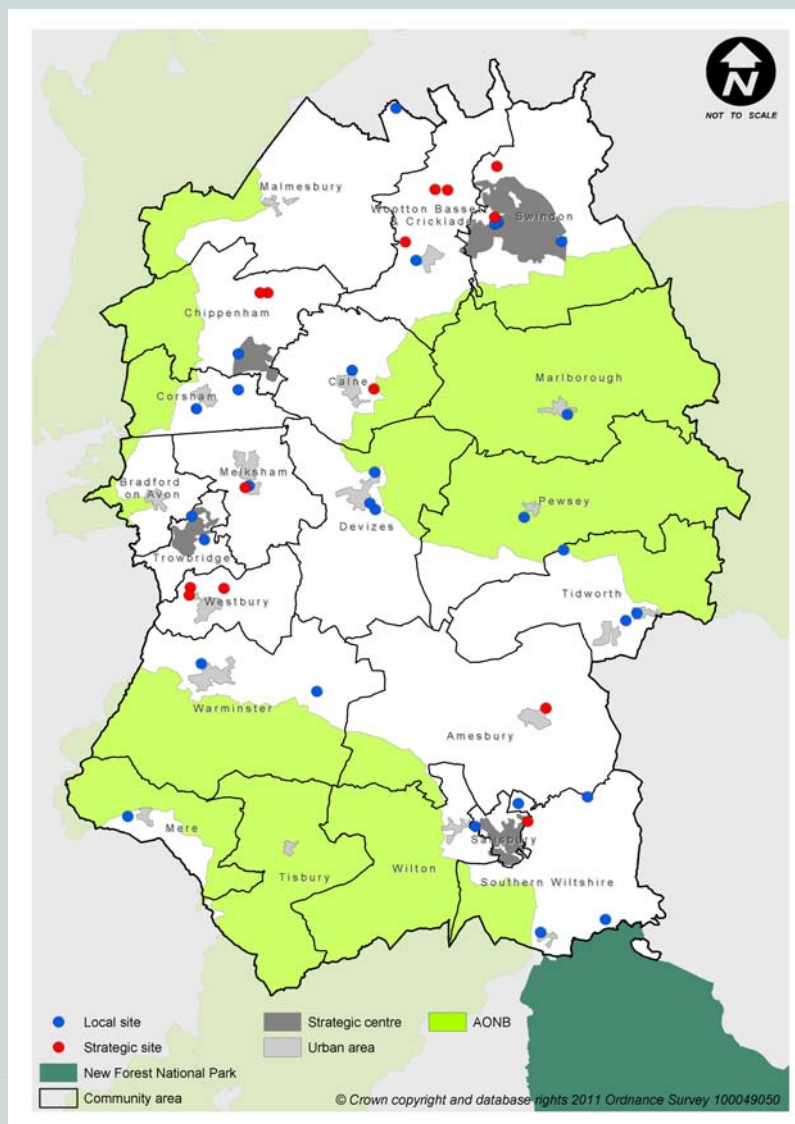 N
NOT TO SCALE
Malmesbury
Wootton Bassett
& Cricklade
Swindon
Chippenham
Calne
Marlborough
Corsham
Melksham
Bradford
on Avon
Pewsey
Devizes
Trowbridge
Tidworth
Westbury
Warminster
Amesbury
Mere
Salisbury
Tisbury
Wilton
Southern Wiltshire
Local site
Strategic site
New Forest National Park
Community area
Strategic centre
Urban area
AONB
© Crown copyright and database rights 2011 Ordnance Survey 100049050